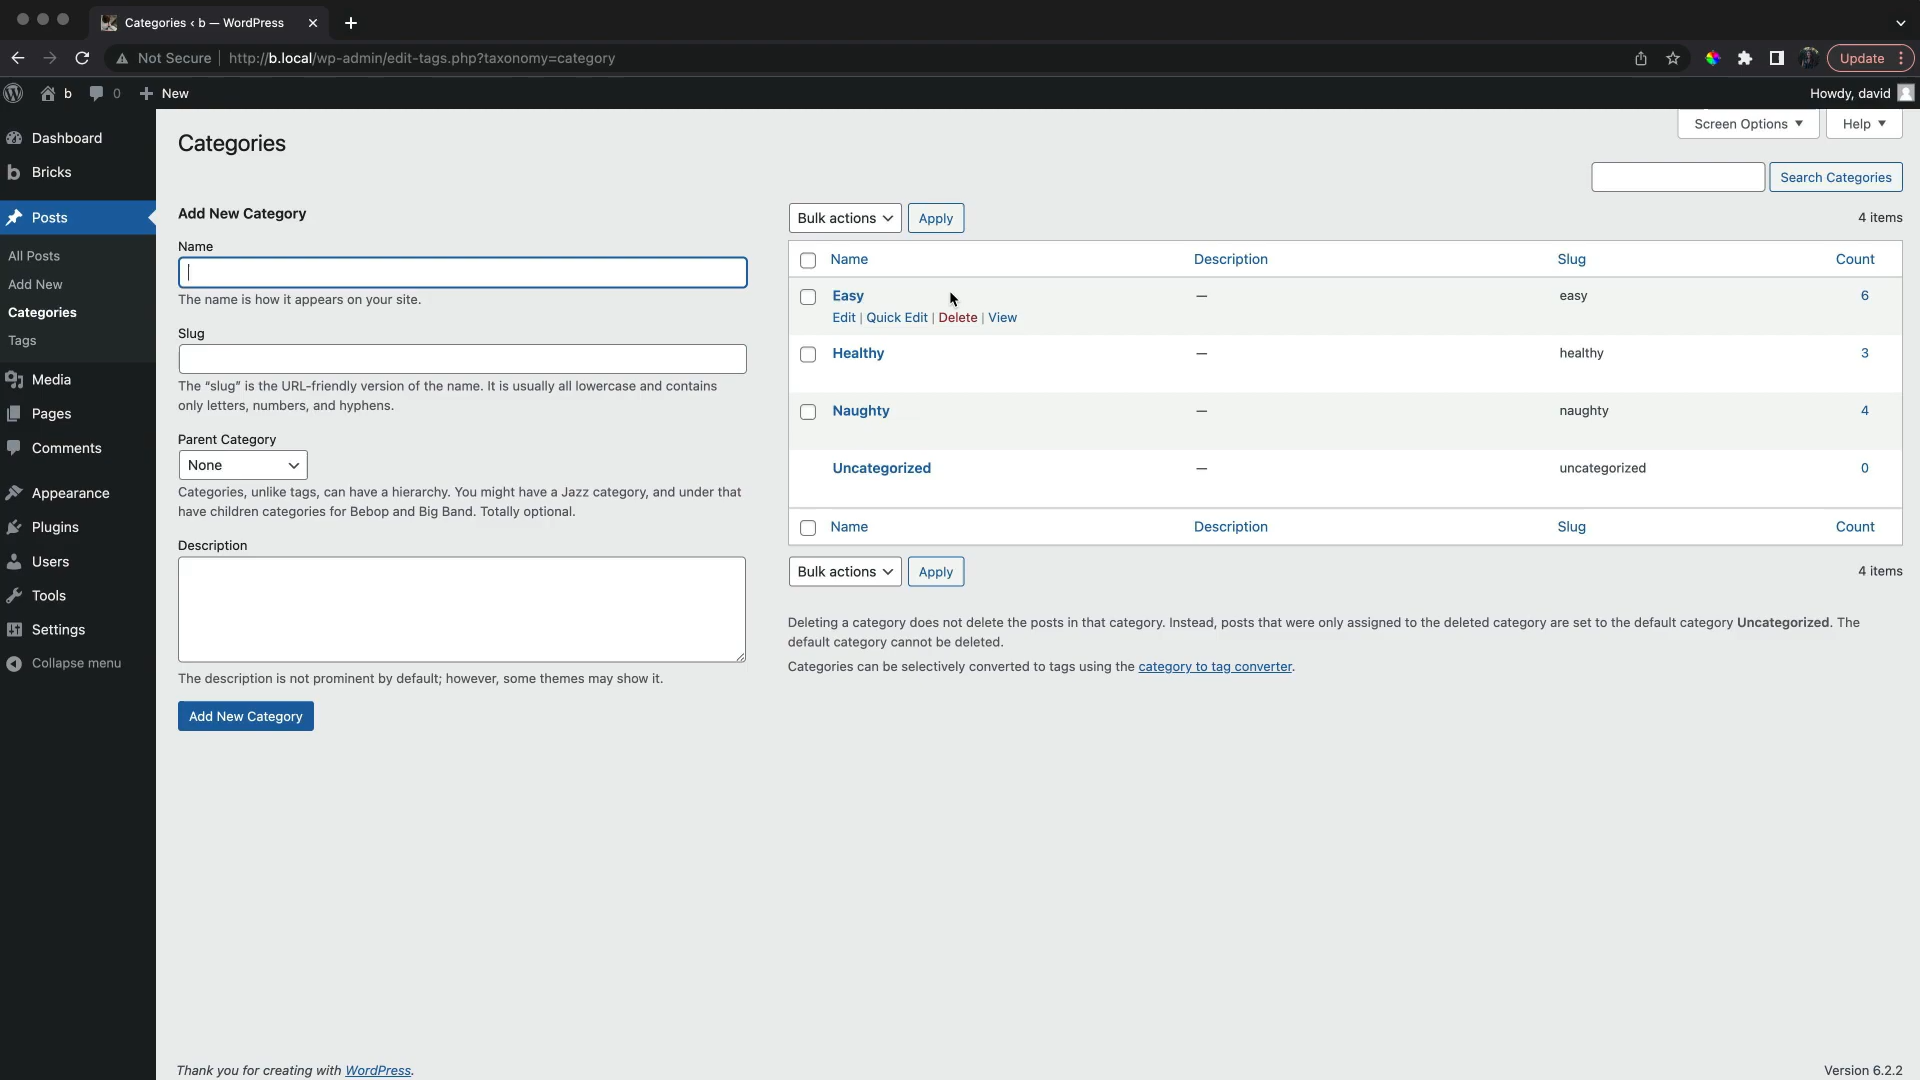 Categories ‹ b — WordPress
Not Secure http://b.local/wp-admin/edit-tags.php?taxonomy=category
Update
b 0 New
Howdy, david
Dashboard
Bricks
Posts
All Posts
Add New
Categories
Tags
Media
Pages
Comments
Appearance
Plugins
Users
Tools
Settings
Collapse menu
Screen Options Help
Categories
Search Categories
Add New Category
Name
The name is how it appears on your site.
Slug
The “slug” is the URL-friendly version of the name. It is usually all lowercase and contains
only letters, numbers, and hyphens.
Parent Category
None
Categories, unlike tags, can have a hierarchy. You might have a Jazz category, and under that
have children categories for Bebop and Big Band. Totally optional.
Description
The description is not prominent by default; however, some themes may show it.
Add New Category
Bulk actions Apply 4 items
Name Description Slug Count
Easy — easy 6
Edit | Quick Edit | Delete | View
Healthy — healthy 3
Naughty — naughty 4
Uncategorized — uncategorized 0
Name Description Slug Count
Bulk actions Apply 4 items
Deleting a category does not delete the posts in that category. Instead, posts that were only assigned to the deleted category are set to the default category Uncategorized. The
default category cannot be deleted.
Categories can be selectively converted to tags using the category to tag converter.
Thank you for creating with WordPress.
Version 6.2.2